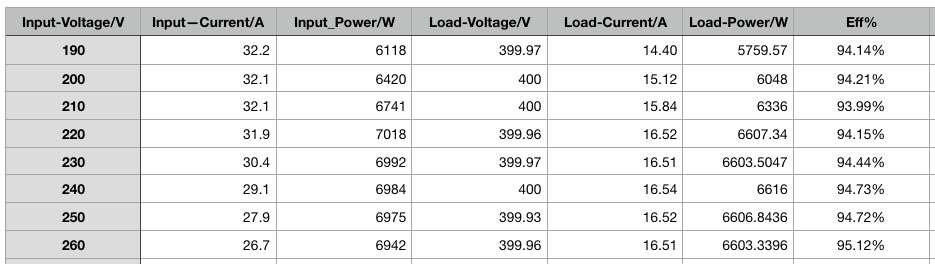 Input-Voltage/V Input—Current/A Input_Power/W Load-Voltage/V Load-Current/A Load-Power/W Eff%
190 32.2 6118 399.97 14.40 5759.57 94.14%
200 32.1 6420 400 15.12 6048 94.21%
210 32.1 6741 400 15.84 6336 93.99%
220 31.9 7018 399.96 16.52 6607.34 94.15%
230 30.4 6992 399.97 16.51 6603.5047 94.44%
240 29.1 6984 400 16.54 6616 94.73%
250 27.9 6975 399.93 16.52 6606.8436 94.72%
260 26.7 6942 399.96 16.51 6603.3396 95.12%